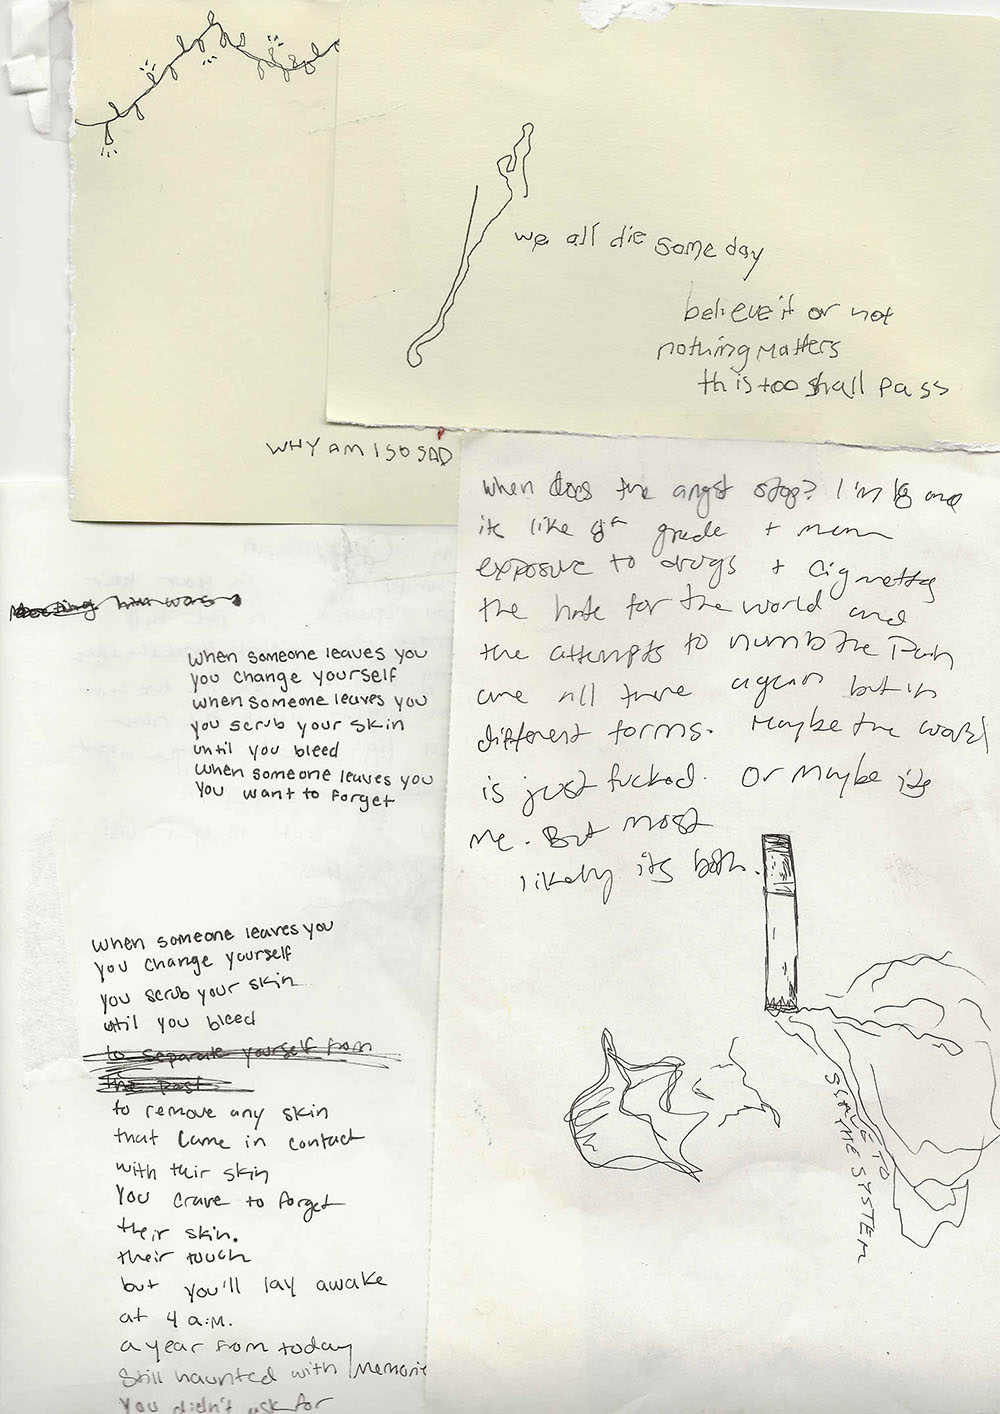 we all die some day
believe it or not
nothing matters
this too shall pass
WHY AM I SO SAD
when does the angst stop? I'm 18 and
its like 8th grade + mom
exposure to drugs + cigarettes
the hate for the world and
the attempts to numb the Pain
are all there again but in
different forms. Maybe the world
is just fucked. Or maybe its
me. But most
likely its both.
SLAVE TO
THE SYSTEM
Meeting him was
when someone leaves you
you change yourself
when someone leaves you
you scrub your skin
until you bleed
when someone leaves you
you want to forget
when someone leaves you
you change yourself
you scrub your skin
until you bleed
to separate yourself from
the past
to remove any skin
that came in contact
with their skin
You crave to forget
their skin.
their touch
but you'll lay awake
at 4 a.m.
a year from today
still haunted with memorie
you didn't ask for